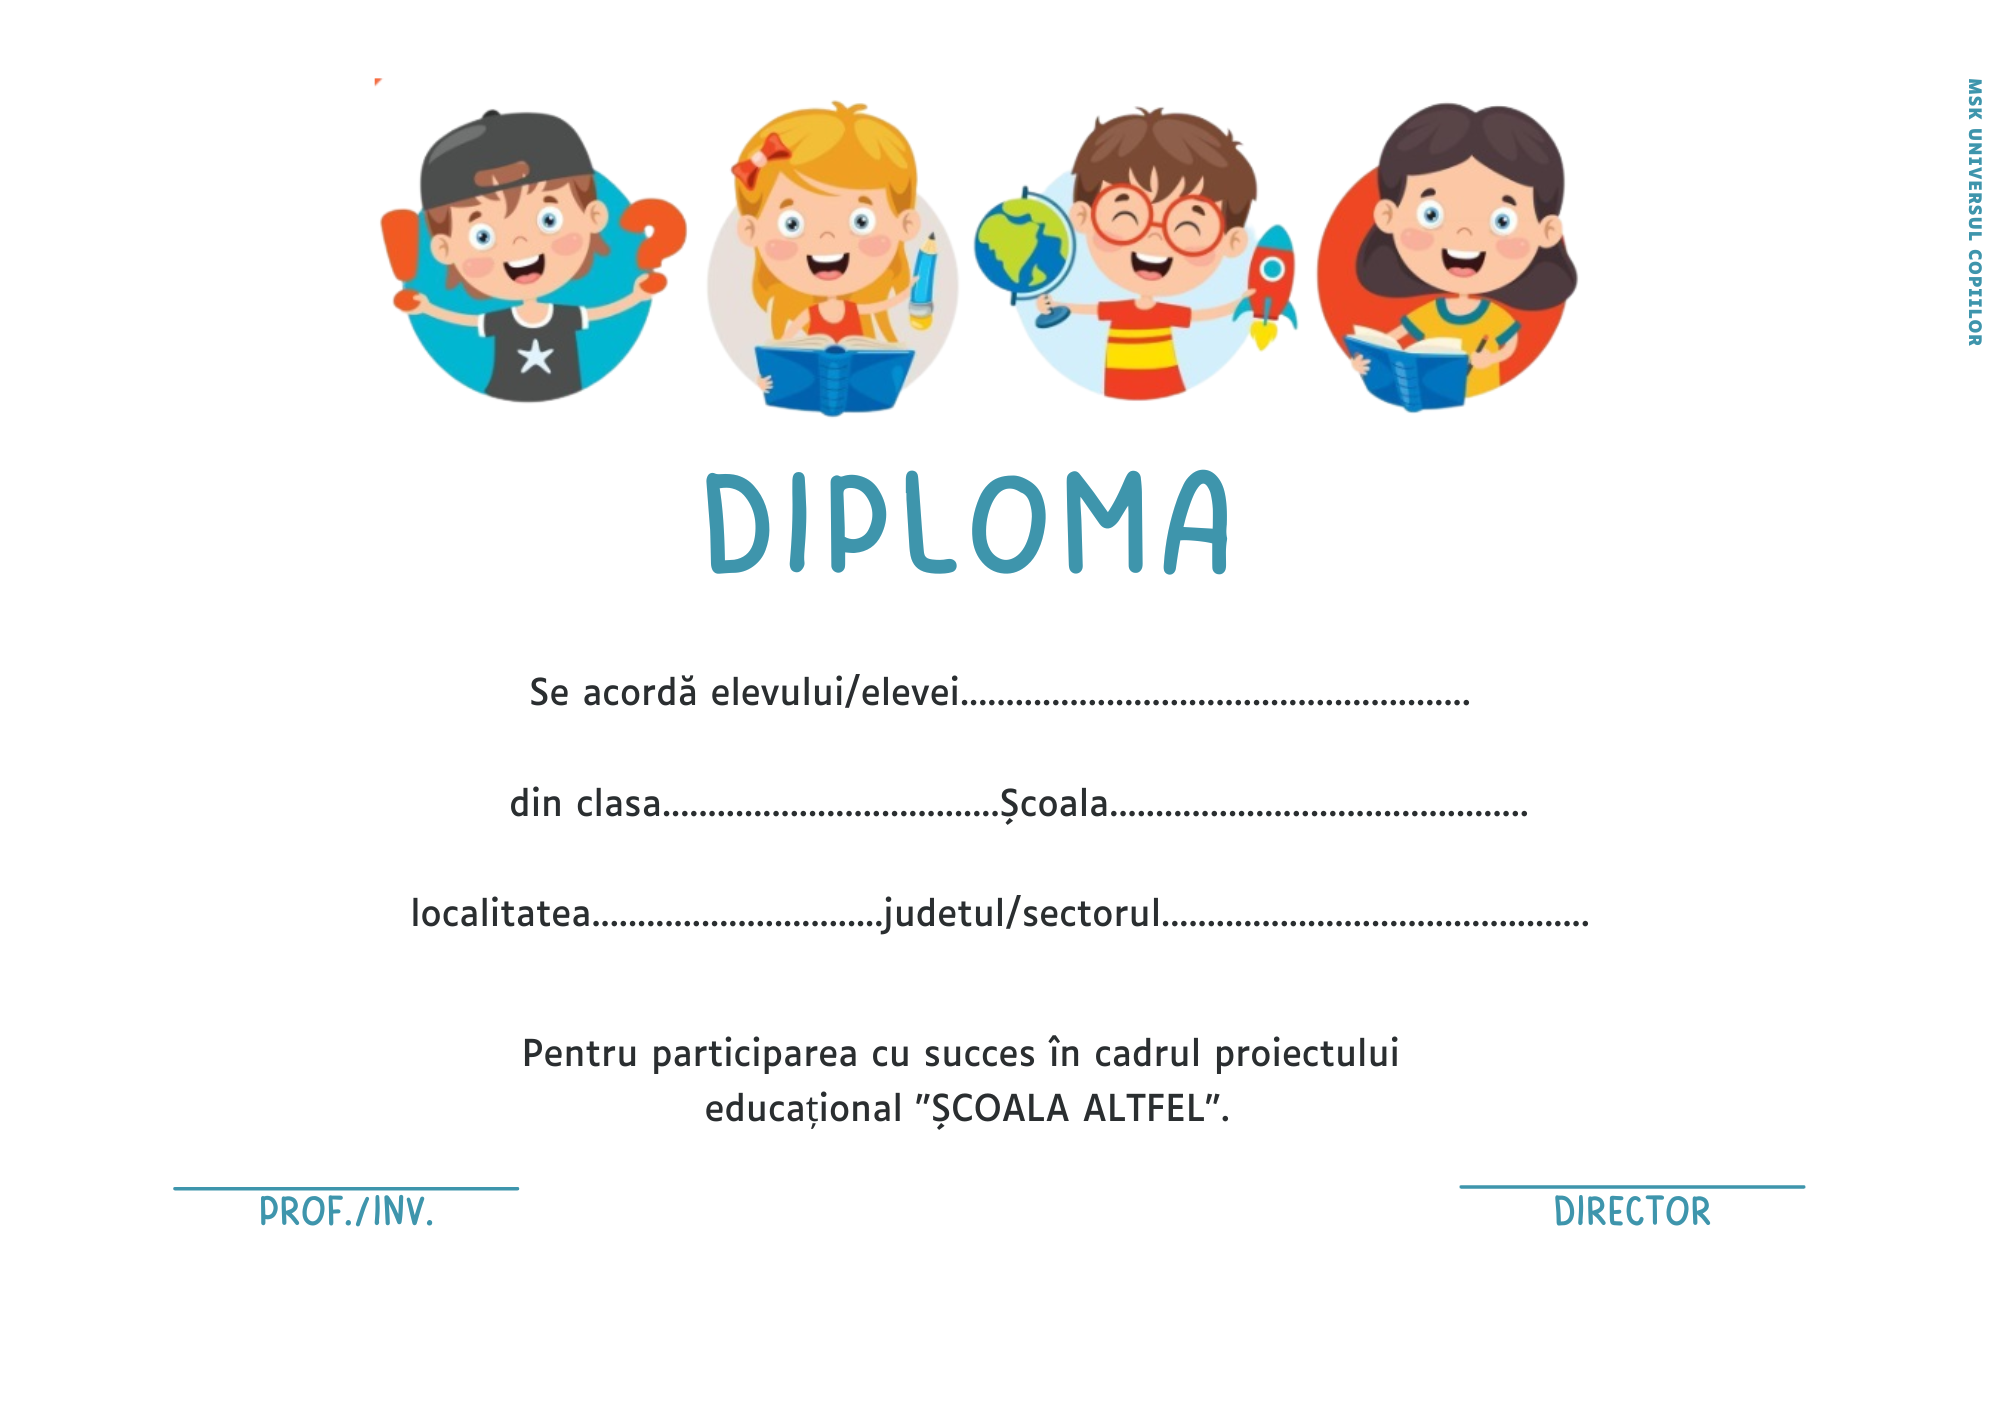 MSK UNIVERSUL COPIILOR
! ?
DIPLOMA
Se acordă elevului/elevei........................................................
din clasa.....................................Școala..............................................
localitatea................................judetul/sectorul...............................................
Pentru participarea cu succes în cadrul proiectului
educațional ”ȘCOALA ALTFEL”.
PROF./INV.
DIRECTOR